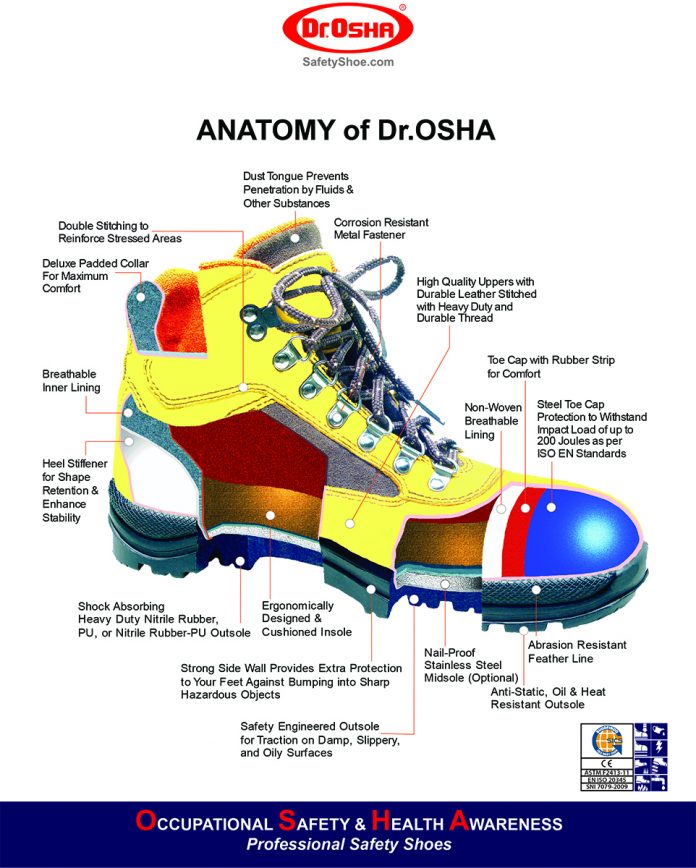 DR.OSHA
®
SafetyShoe.com
ANATOMY of Dr.OSHA
Dust Tongue Prevents
Penetration by Fluids &
Other Substances
Double Stitching to
Reinforce Stressed Areas
Corrosion Resistant
Metal Fastener
Deluxe Padded Collar
For Maximum
Comfort
High Quality Uppers with
Durable Leather Stitched
with Heavy Duty and
Durable Thread
Toe Cap with Rubber Strip
for Comfort
Breathable
Inner Lining
Non-Woven
Breathable
Lining
Steel Toe Cap
Protection to Withstand
Impact Load of up to
200 Joules as per
ISO EN Standards
Heel Stiffener
for Shape
Retention &
Enhance
Stability
Shock Absorbing
Heavy Duty Nitrile Rubber,
PU, or Nitrile Rubber-PU Outsole
Ergonomically
Designed &
Cushioned Insole
Strong Side Wall Provides Extra Protection
to Your Feet Against Bumping into Sharp
Hazardous Objects
Nail-Proof
Stainless Steel
Midsole (Optional)
Abrasion Resistant
Feather Line
Anti-Static, Oil & Heat
Resistant Outsole
Safety Engineered Outsole
for Traction on Damp, Slippery,
and Oily Surfaces
CE
ASTM F2413-11
EN ISO 20345
SNI 7079-2009
OCCUPATIONAL SAFETY & HEALTH AWARENESS
Professional Safety Shoes